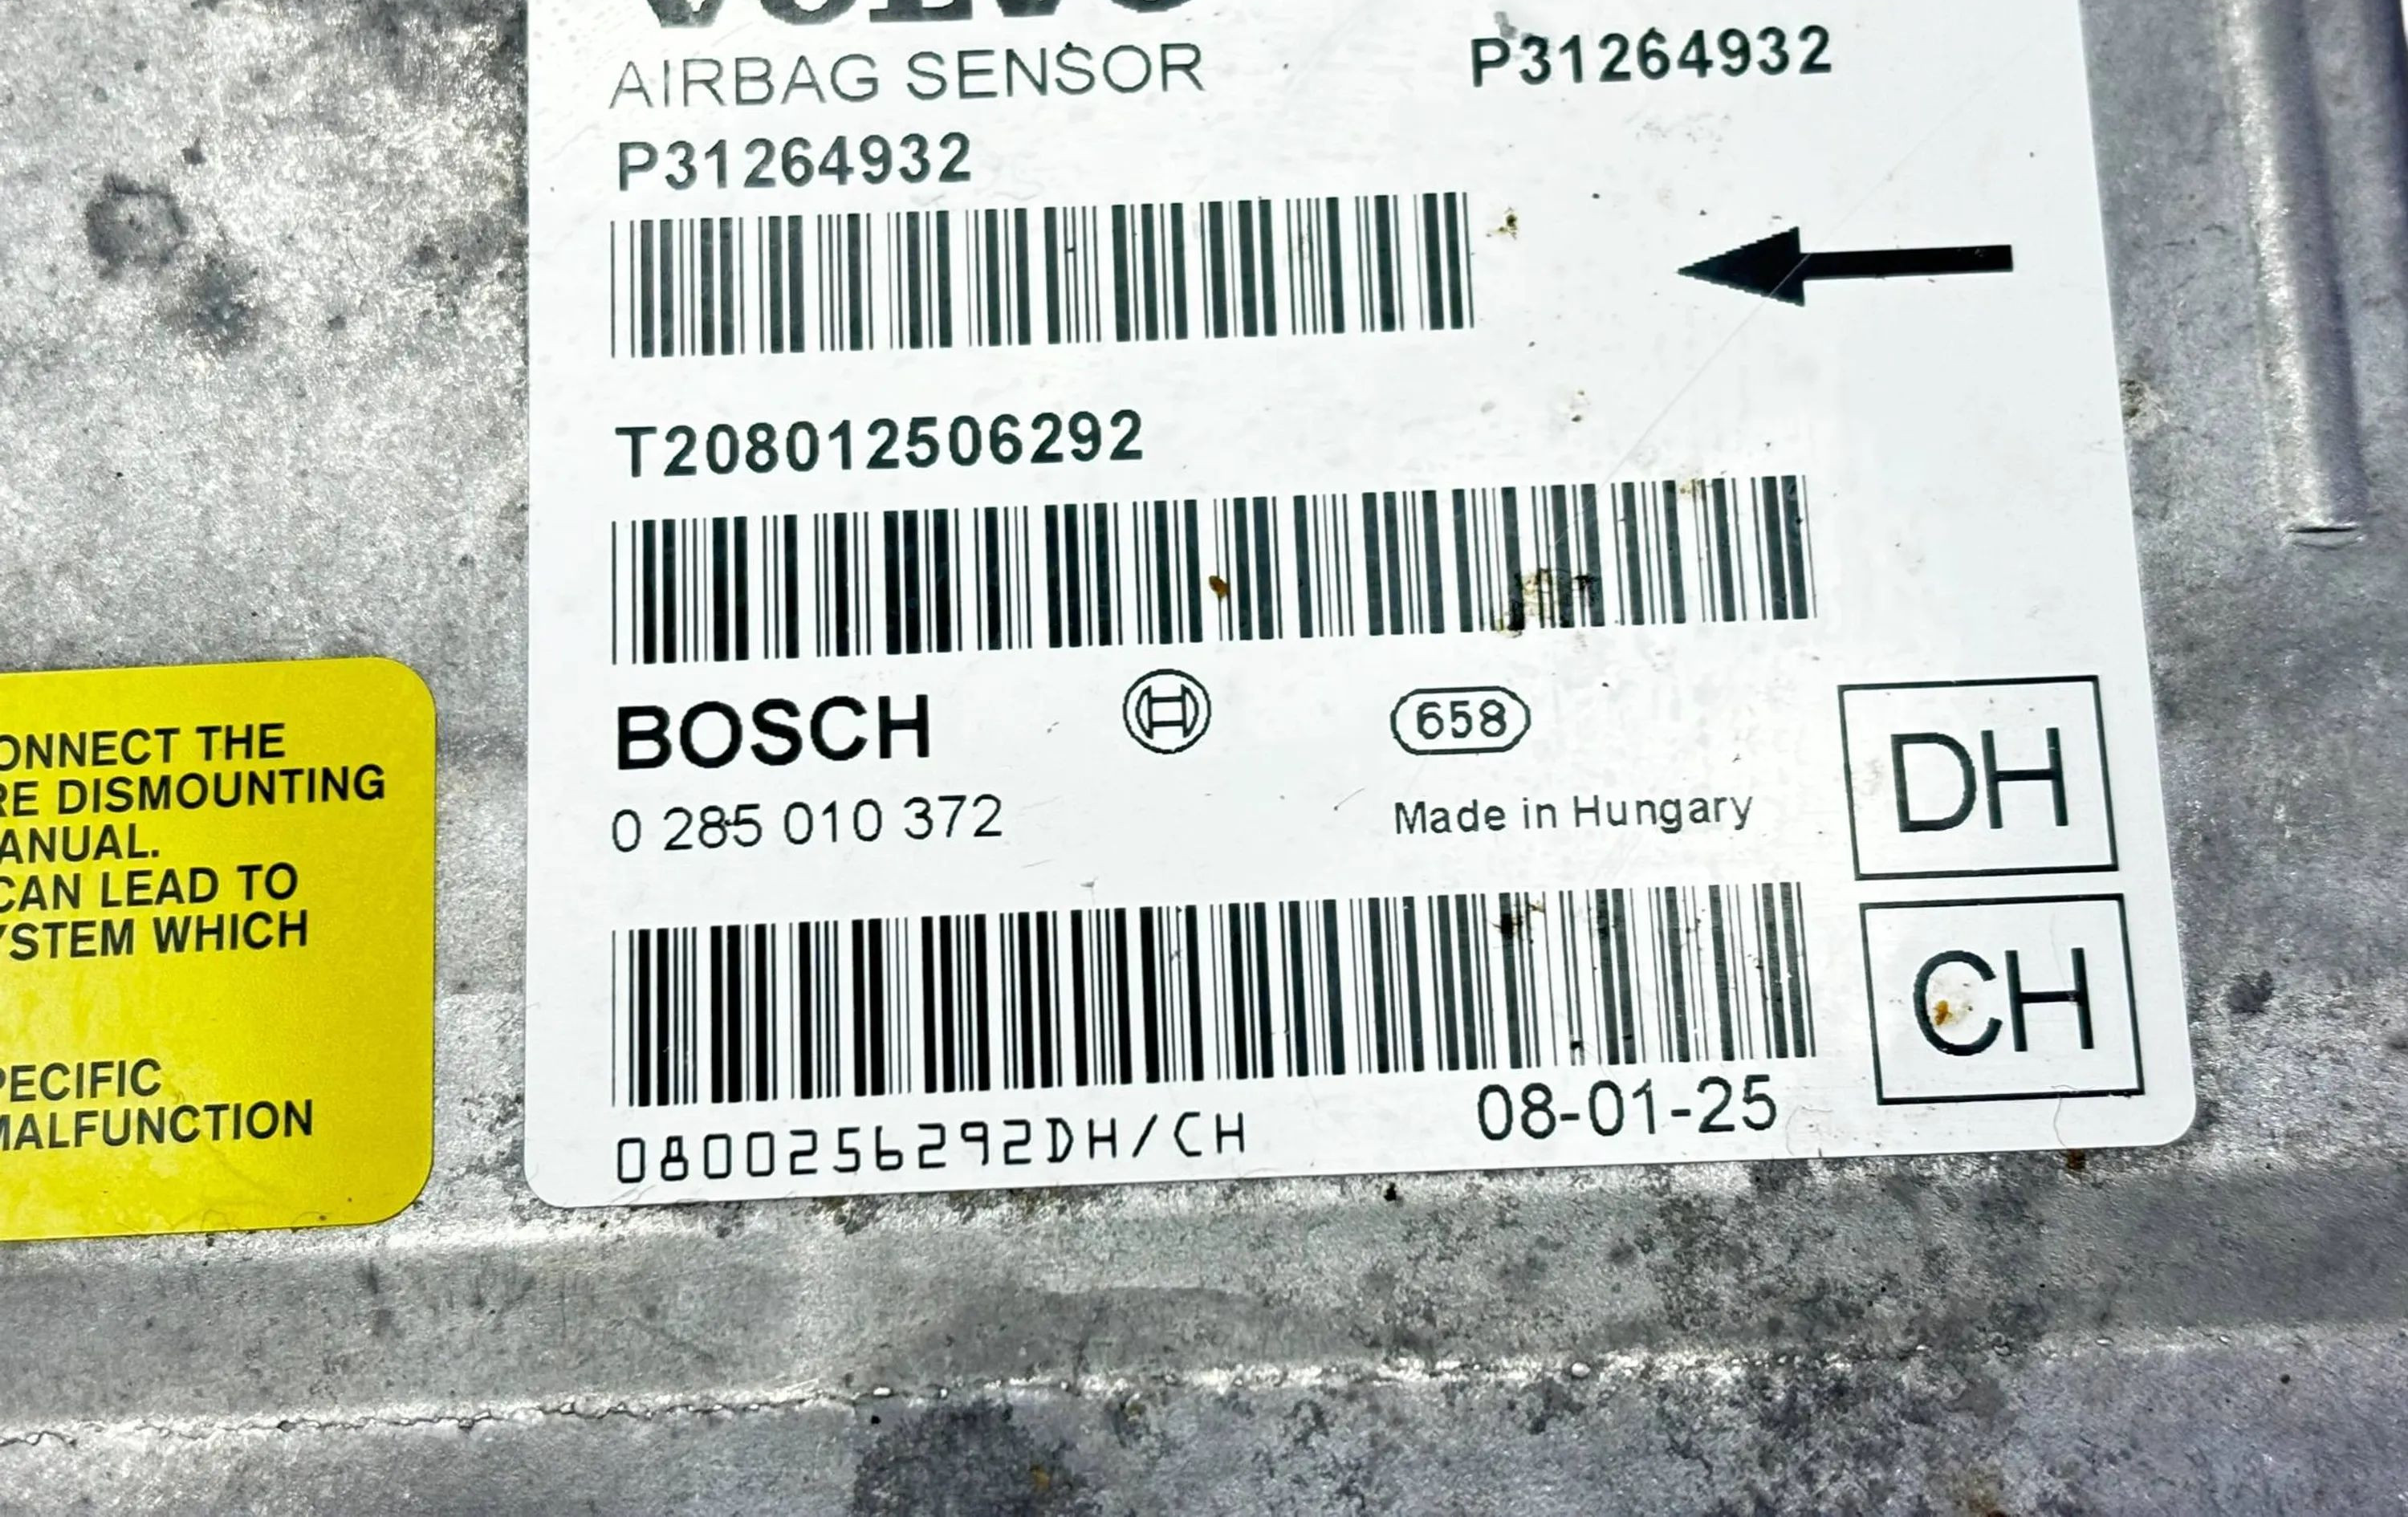 VOLVO
AIRBAG SENSOR
P31264932
P31264932
T208012506292
BOSCH
658
0 285 010 372
Made in Hungary
DH
CH
0800256292DH/CH
08-01-25
ONNECT THE
RE DISMOUNTING
ANUAL.
CAN LEAD TO
YSTEM WHICH
PECIFIC
MALFUNCTION